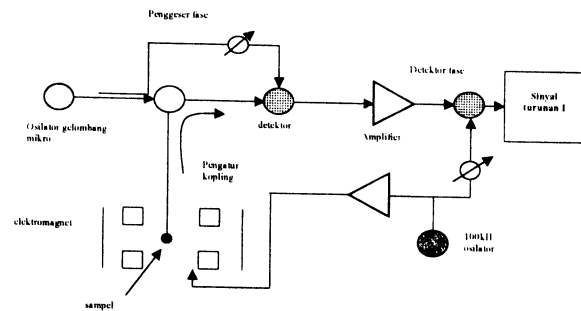 Penggeser fase
Detektor fase
Sinyal
turunan I
Osilator gelombang
mikro
detektor
Amplifier
Pengatur
kopling
elektromagnet
100kH
osilator
sampel